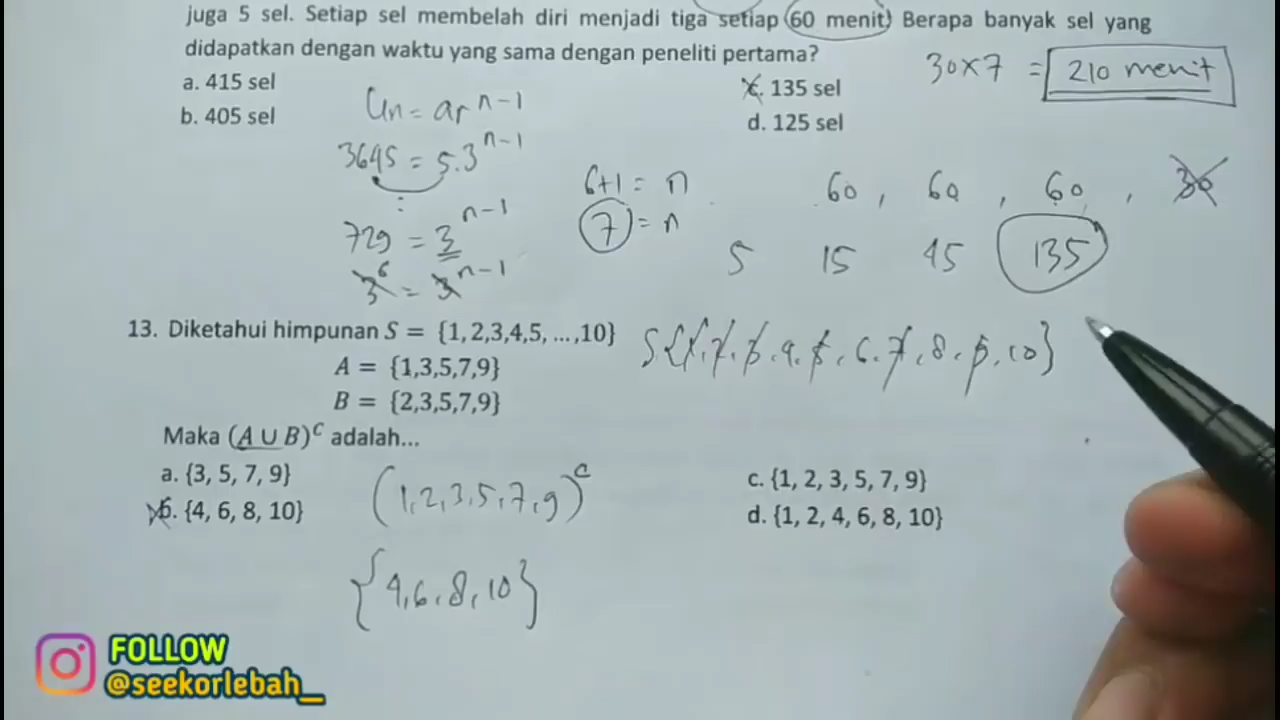 juga 5 sel. Setiap sel membelah diri menjadi tiga setiap 60 menit) Berapa banyak sel yang
didapatkan dengan waktu yang sama dengan peneliti pertama?
30×7 = 210 menit
a. 415 sel
c. 135 sel
b. 405 sel
d. 125 sel
Un = ar^n-1
3645 = 5.3^n-1
:
729 = 3^n-1
3^6 = 3^n-1
6+1 = n
7 = n
60, 60, 60, 30
5 15 45 135
13. Diketahui himpunan S = {1,2,3,4,5, ...,10}
S{1,2,3,4,5,6,7,8,9,10}
A = {1,3,5,7,9}
B = {2,3,5,7,9}
Maka (A ∪ B)^C adalah...
a. {3, 5, 7, 9}
c. {1, 2, 3, 5, 7, 9}
b. {4, 6, 8, 10}
d. {1, 2, 4, 6, 8, 10}
(1,2,3,5,7,9)^c
{4,6,8,10}
FOLLOW
@seekorlebah_